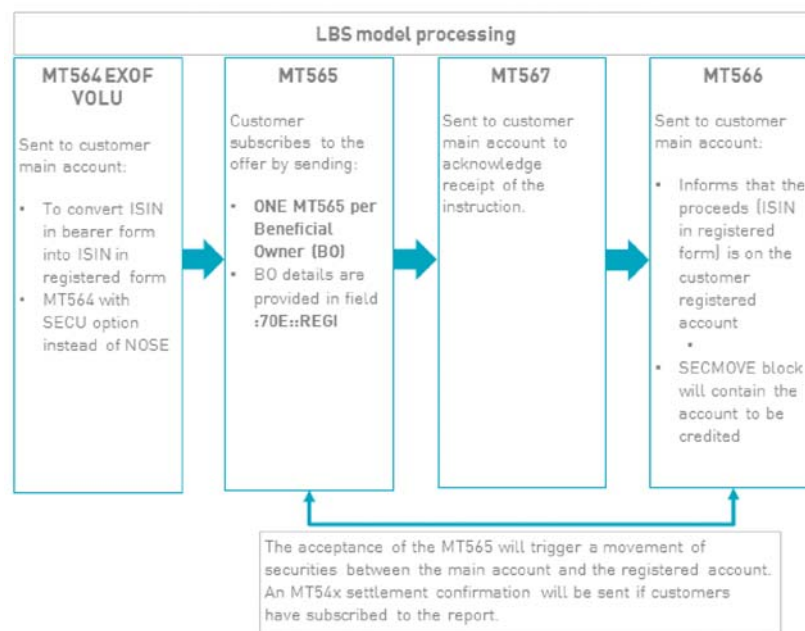 LBS model processing
MT564 EXOF
VOLU
Sent to customer
main account:
• To convert ISIN
in bearer form
into ISIN in
registered form
• MT564 with
SECU option
instead of NOSE
MT565
Customer
subscribes to the
offer by sending:
• ONE MT565 per
Beneficial
Owner (BO)
• BO details are
provided in field
:70E::REGI
MT567
Sent to customer
main account to
acknowledge
receipt of the
instruction.
MT566
Sent to customer
main account:
• Informs that the
proceeds (ISIN
in registered
form) is on the
customer
registered
account
•
• SECMOVE block
will contain the
account to be
credited
The acceptance of the MT565 will trigger a movement of
securities between the main account and the registered account.
An MT54x settlement confirmation will be sent if customers
have subscribed to the report.